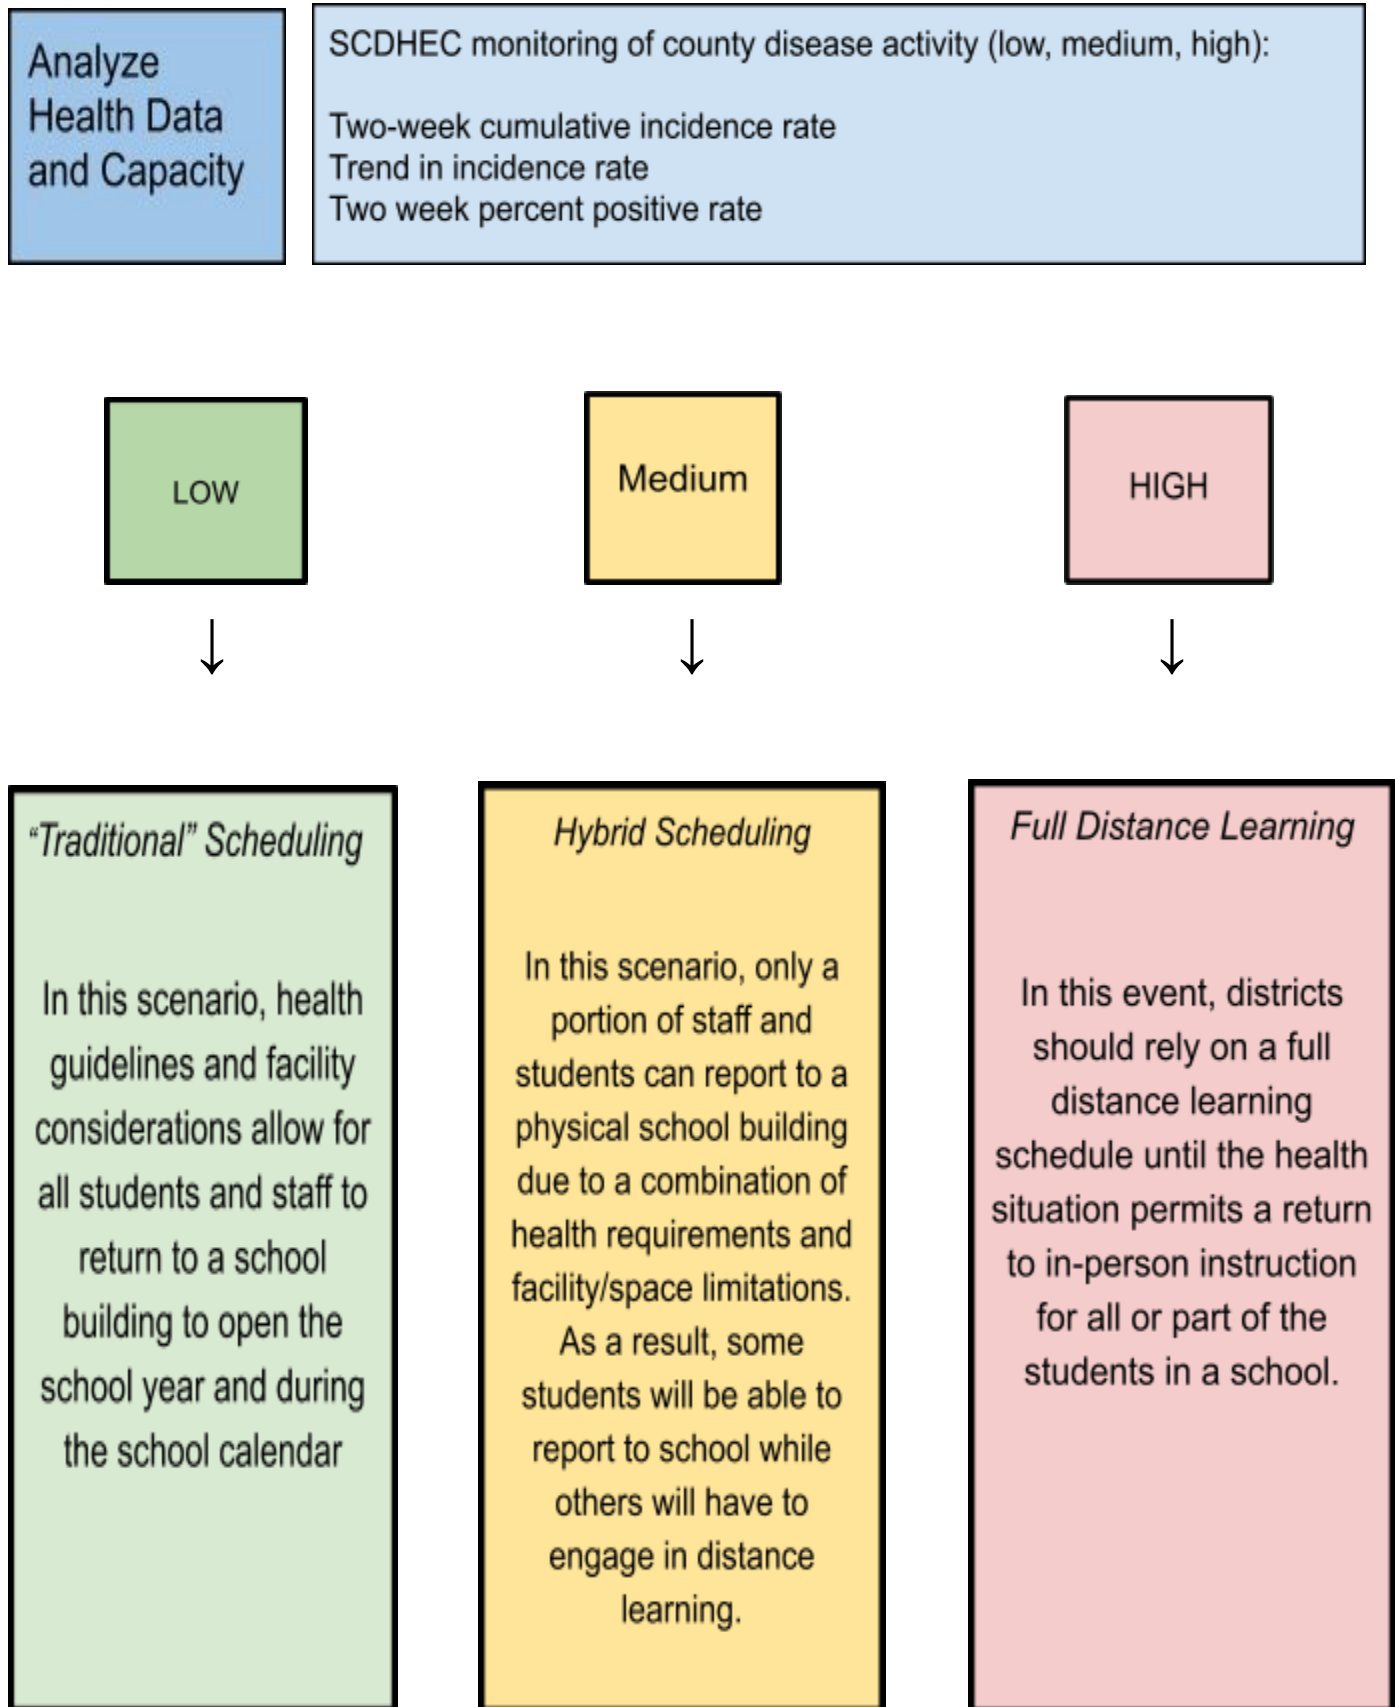 Analyze
Health Data
and Capacity
SCDHEC monitoring of county disease activity (low, medium, high):
Two-week cumulative incidence rate
Trend in incidence rate
Two week percent positive rate
LOW
Medium
HIGH
“Traditional” Scheduling
In this scenario, health
guidelines and facility
considerations allow for
all students and staff to
return to a school
building to open the
school year and during
the school calendar
Hybrid Scheduling
In this scenario, only a
portion of staff and
students can report to a
physical school building
due to a combination of
health requirements and
facility/space limitations.
As a result, some
students will be able to
report to school while
others will have to
engage in distance
learning.
Full Distance Learning
In this event, districts
should rely on a full
distance learning
schedule until the health
situation permits a return
to in-person instruction
for all or part of the
students in a school.